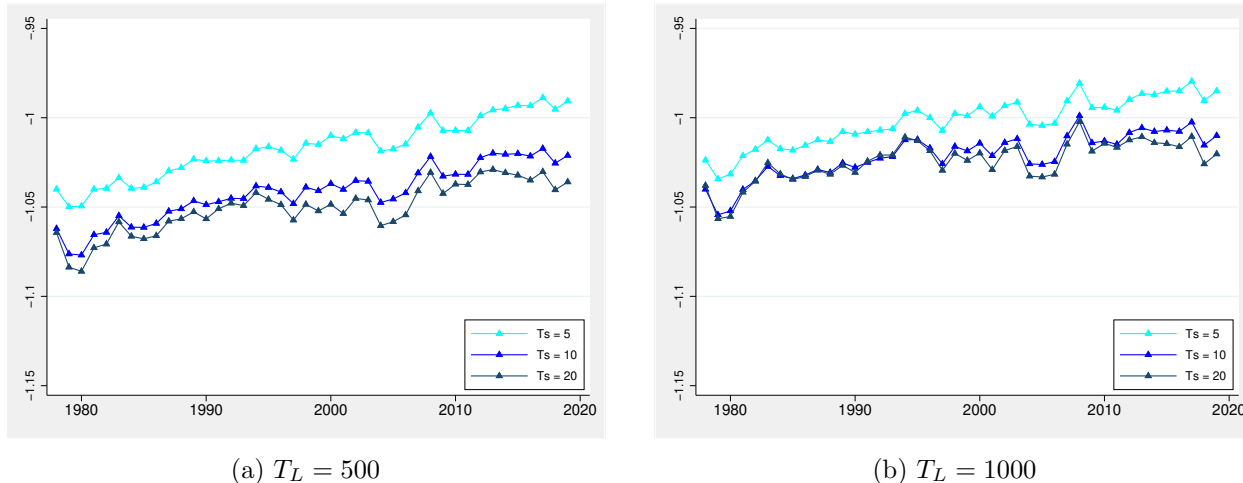 -.95
-1
-1.05
-1.1
-1.15
1980 1990 2000 2010 2020
Ts = 5
Ts = 10
Ts = 20
(a) T_L = 500
-.95
-1
-1.05
-1.1
-1.15
1980 1990 2000 2010 2020
Ts = 5
Ts = 10
Ts = 20
(b) T_L = 1000